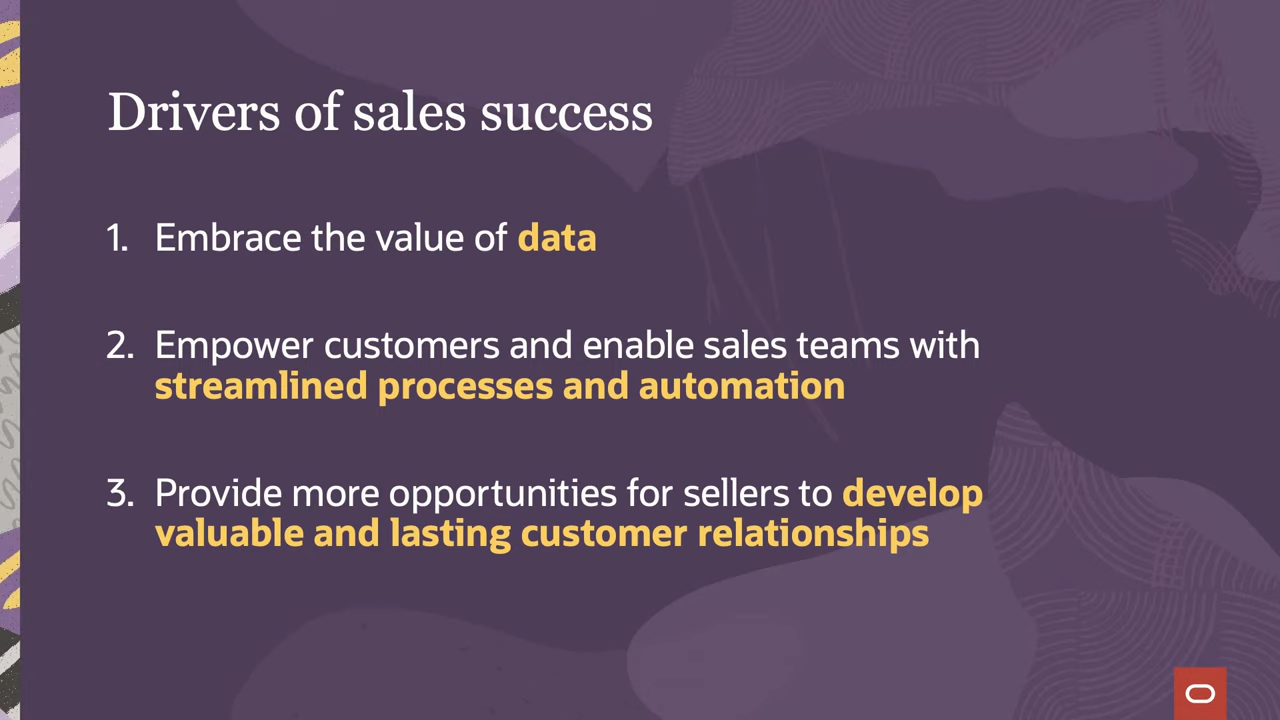 Drivers of sales success
1. Embrace the value of data
2. Empower customers and enable sales teams with
streamlined processes and automation
3. Provide more opportunities for sellers to develop
valuable and lasting customer relationships